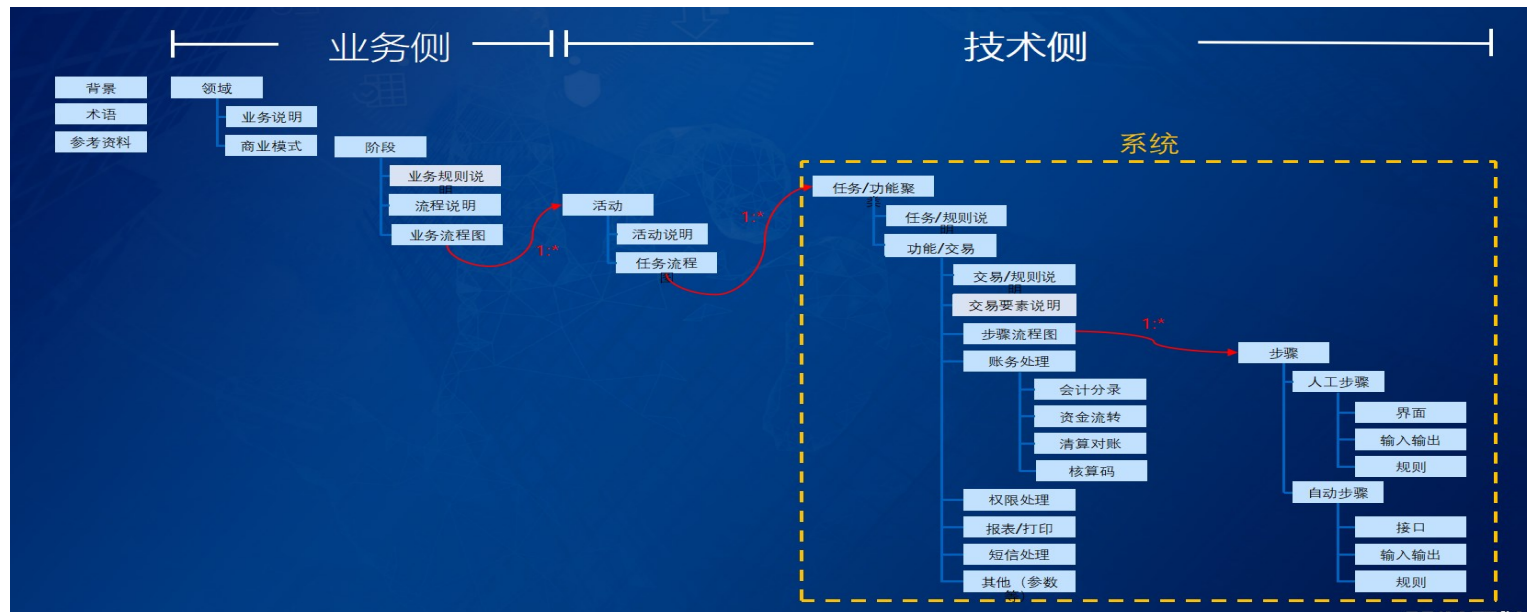 业务侧
技术侧
背景
术语
参考资料
领域
业务说明
商业模式
阶段
业务规则说
明
流程说明
业务流程图
1:*
活动
活动说明
任务流程
图
1:*
系统
任务/功能聚
类
任务/规则说
明
功能/交易
交易/规则说
明
交易要素说明
步骤流程图
账务处理
会计分录
资金流转
清算对账
核算码
权限处理
报表/打印
短信处理
其他（参数
等）
1:*
步骤
人工步骤
界面
输入输出
规则
自动步骤
接口
输入输出
规则